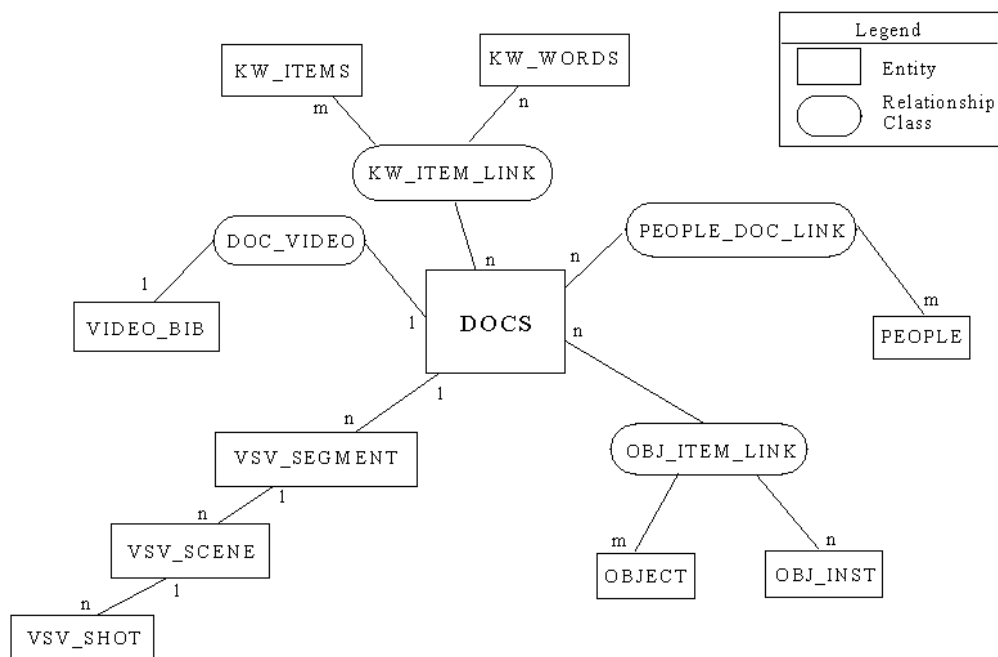 Legend
Entity
Relationship
Class
KW_ITEMS
KW_WORDS
m
n
KW_ITEM_LINK
DOC_VIDEO
PEOPLE_DOC_LINK
n
n
1
1
m
VIDEO_BIB
DOCS
n
PEOPLE
1
n
VSV_SEGMENT
OBJ_ITEM_LINK
1
n
VSV_SCENE
m
n
OBJECT
OBJ_INST
1
n
VSV_SHOT